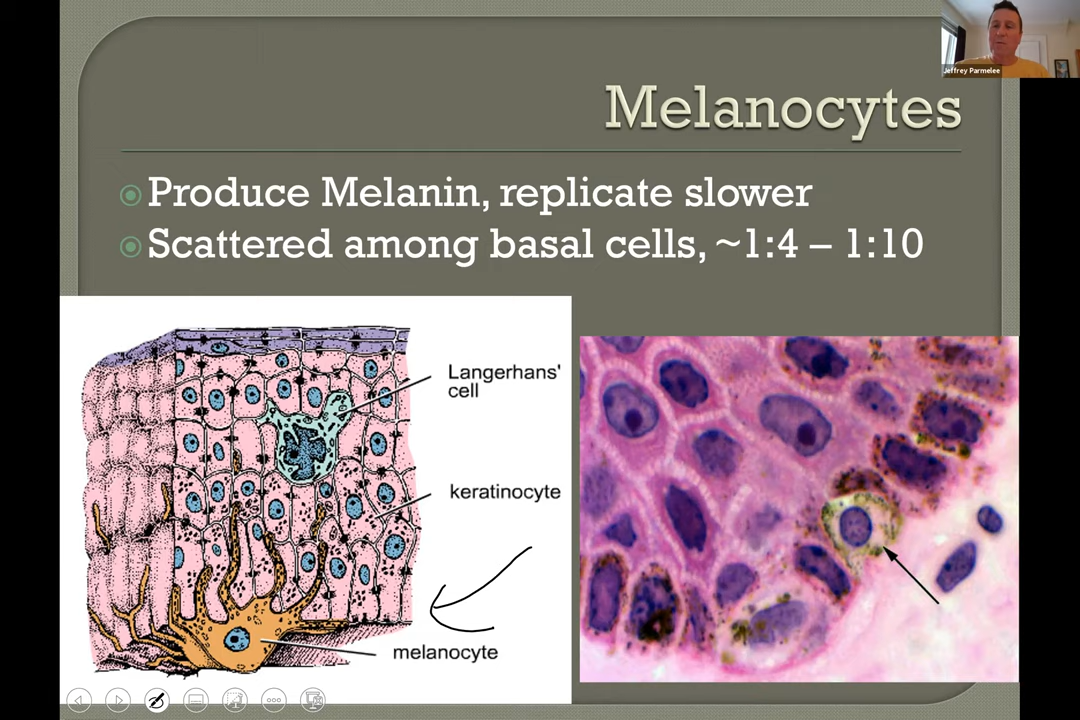 Jeffrey Parmelee
Melanocytes
Produce Melanin, replicate slower
Scattered among basal cells, ~1:4 – 1:10
Langerhans'
cell
keratinocyte
melanocyte